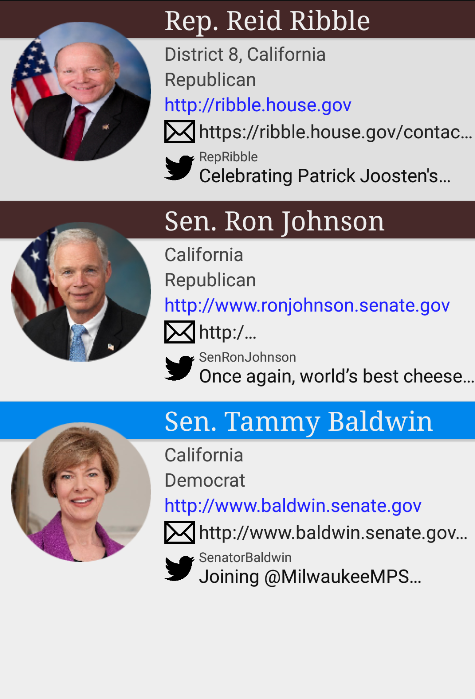 Rep. Reid Ribble
District 8, California
Republican
http://ribble.house.gov
https://ribble.house.gov/contac...
RepRibble
Celebrating Patrick Joosten's...
Sen. Ron Johnson
California
Republican
http://www.ronjohnson.senate.gov
http:/...
SenRonJohnson
Once again, world’s best cheese...
Sen. Tammy Baldwin
California
Democrat
http://www.baldwin.senate.gov
http://www.baldwin.senate.gov...
SenatorBaldwin
Joining @MilwaukeeMPS...